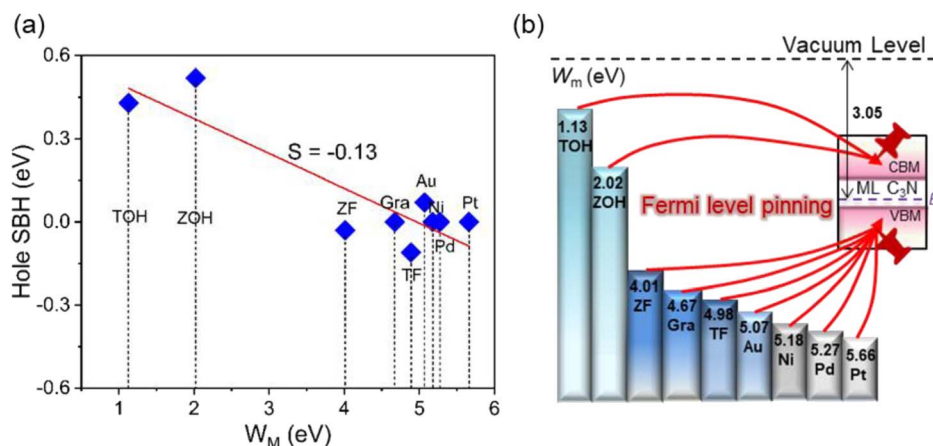 (a)
Hole SBH (eV)
0.6
0.3
0.0
-0.3
-0.6
S = -0.13
TOH
ZOH
ZF
Gra
TF
Au
Ni
Pd
Pt
1
2
3
4
5
6
W_M (eV)
(b)
Vacuum Level
W_m (eV)
3.05
1.13
TOH
2.02
ZOH
Fermi level pinning
CBM
ML C₃N
VBM
4.01
ZF
4.67
Gra
4.98
TF
5.07
Au
5.18
Ni
5.27
Pd
5.66
Pt